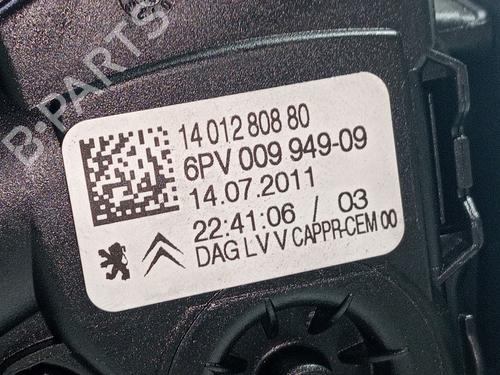 B-PARTS
14 012 808 80
6PV 009 949-09
14.07.2011
22:41:06 / 03
DAG LV V CAPPR-CEM 00